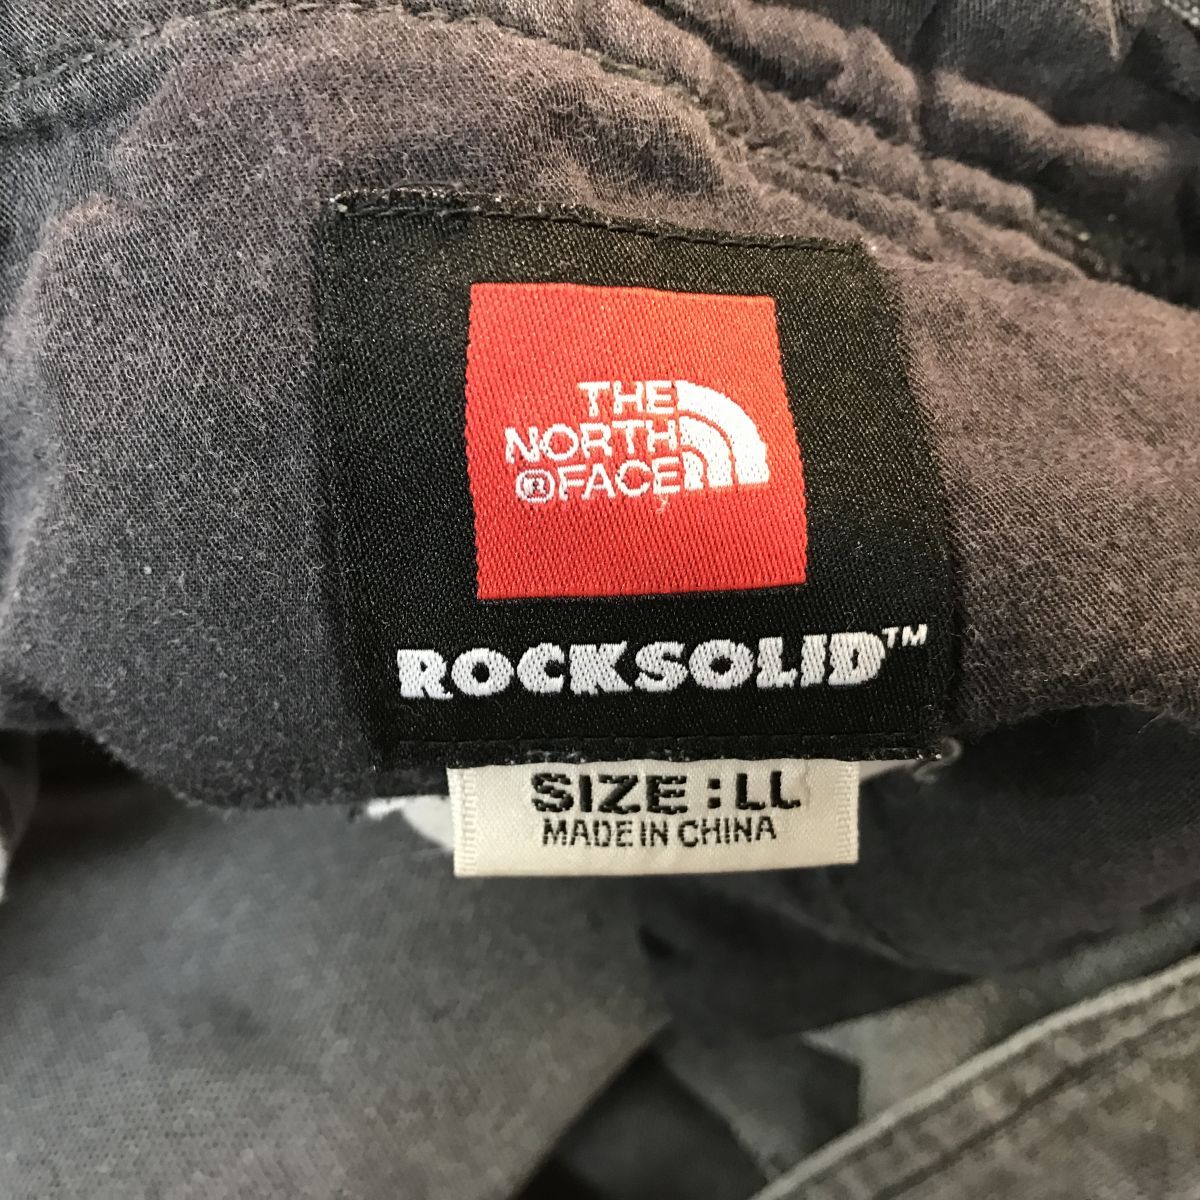 THE
NORTH
®FACE
ROCKSOLID™
SIZE:LL
MADE IN CHINA